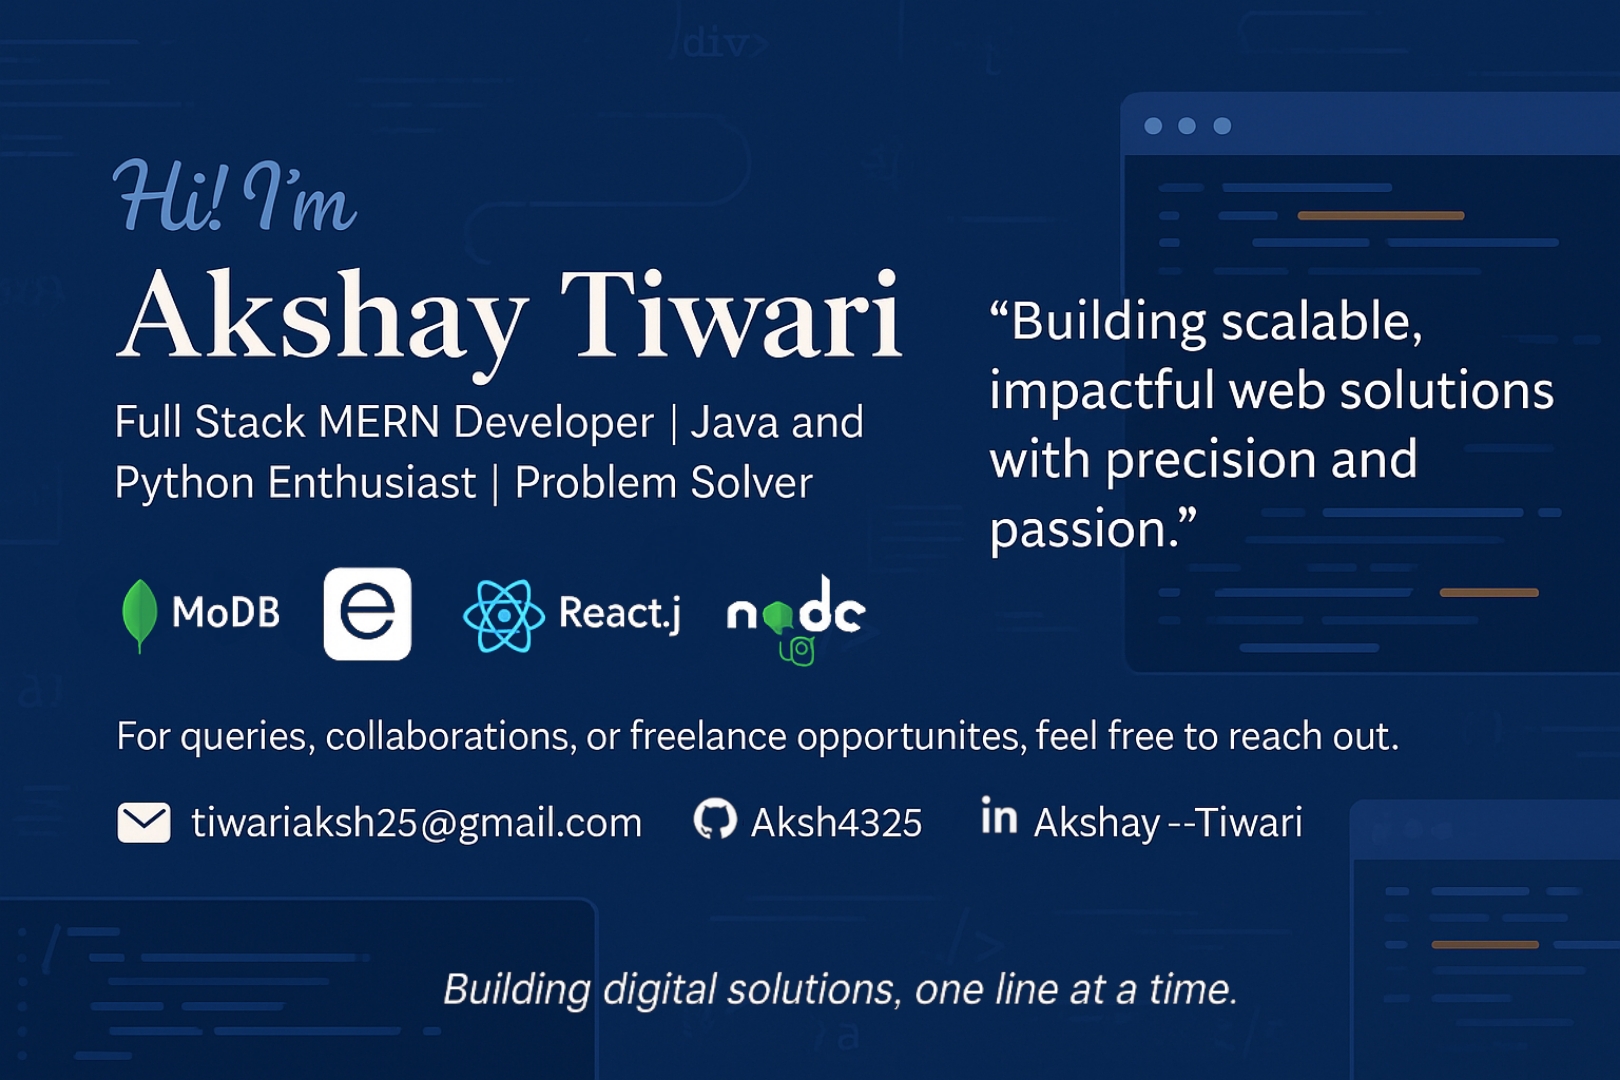 Hi! I'm
Akshay Tiwari
Full Stack MERN Developer | Java and
Python Enthusiast | Problem Solver
“Building scalable,
impactful web solutions
with precision and
passion.”
MoDB
e
React.j
node
For queries, collaborations, or freelance opportunites, feel free to reach out.
tiwariaksh25@gmail.com
Aksh4325
in Akshay--Tiwari
Building digital solutions, one line at a time.
div>
/>